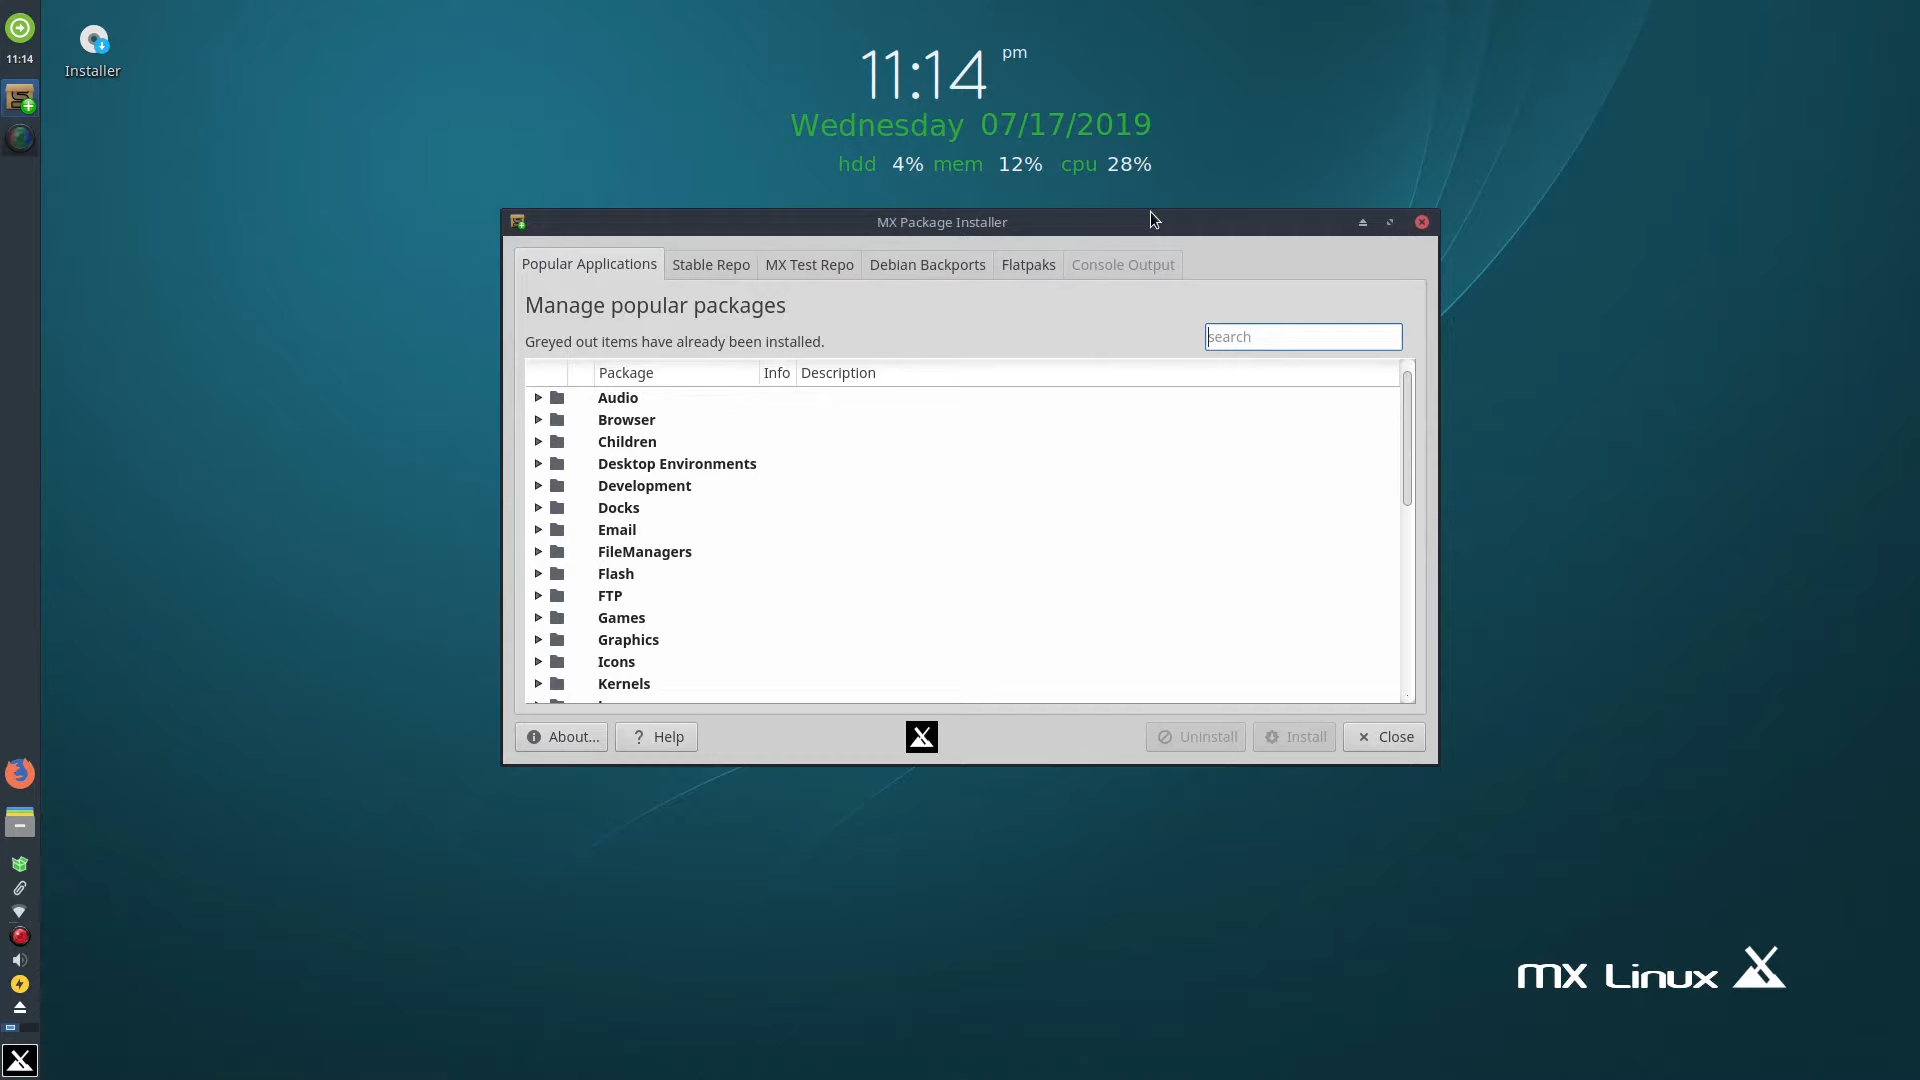 11:14
Installer
11:14 pm
Wednesday 07/17/2019
hdd 4% mem 12% cpu 28%
MX Package Installer
Popular Applications Stable Repo MX Test Repo Debian Backports Flatpaks Console Output
Manage popular packages
Greyed out items have already been installed.
search
Package Info Description
Audio
Browser
Children
Desktop Environments
Development
Docks
Email
FileManagers
Flash
FTP
Games
Graphics
Icons
Kernels
About... Help Uninstall Install Close
mx Linux